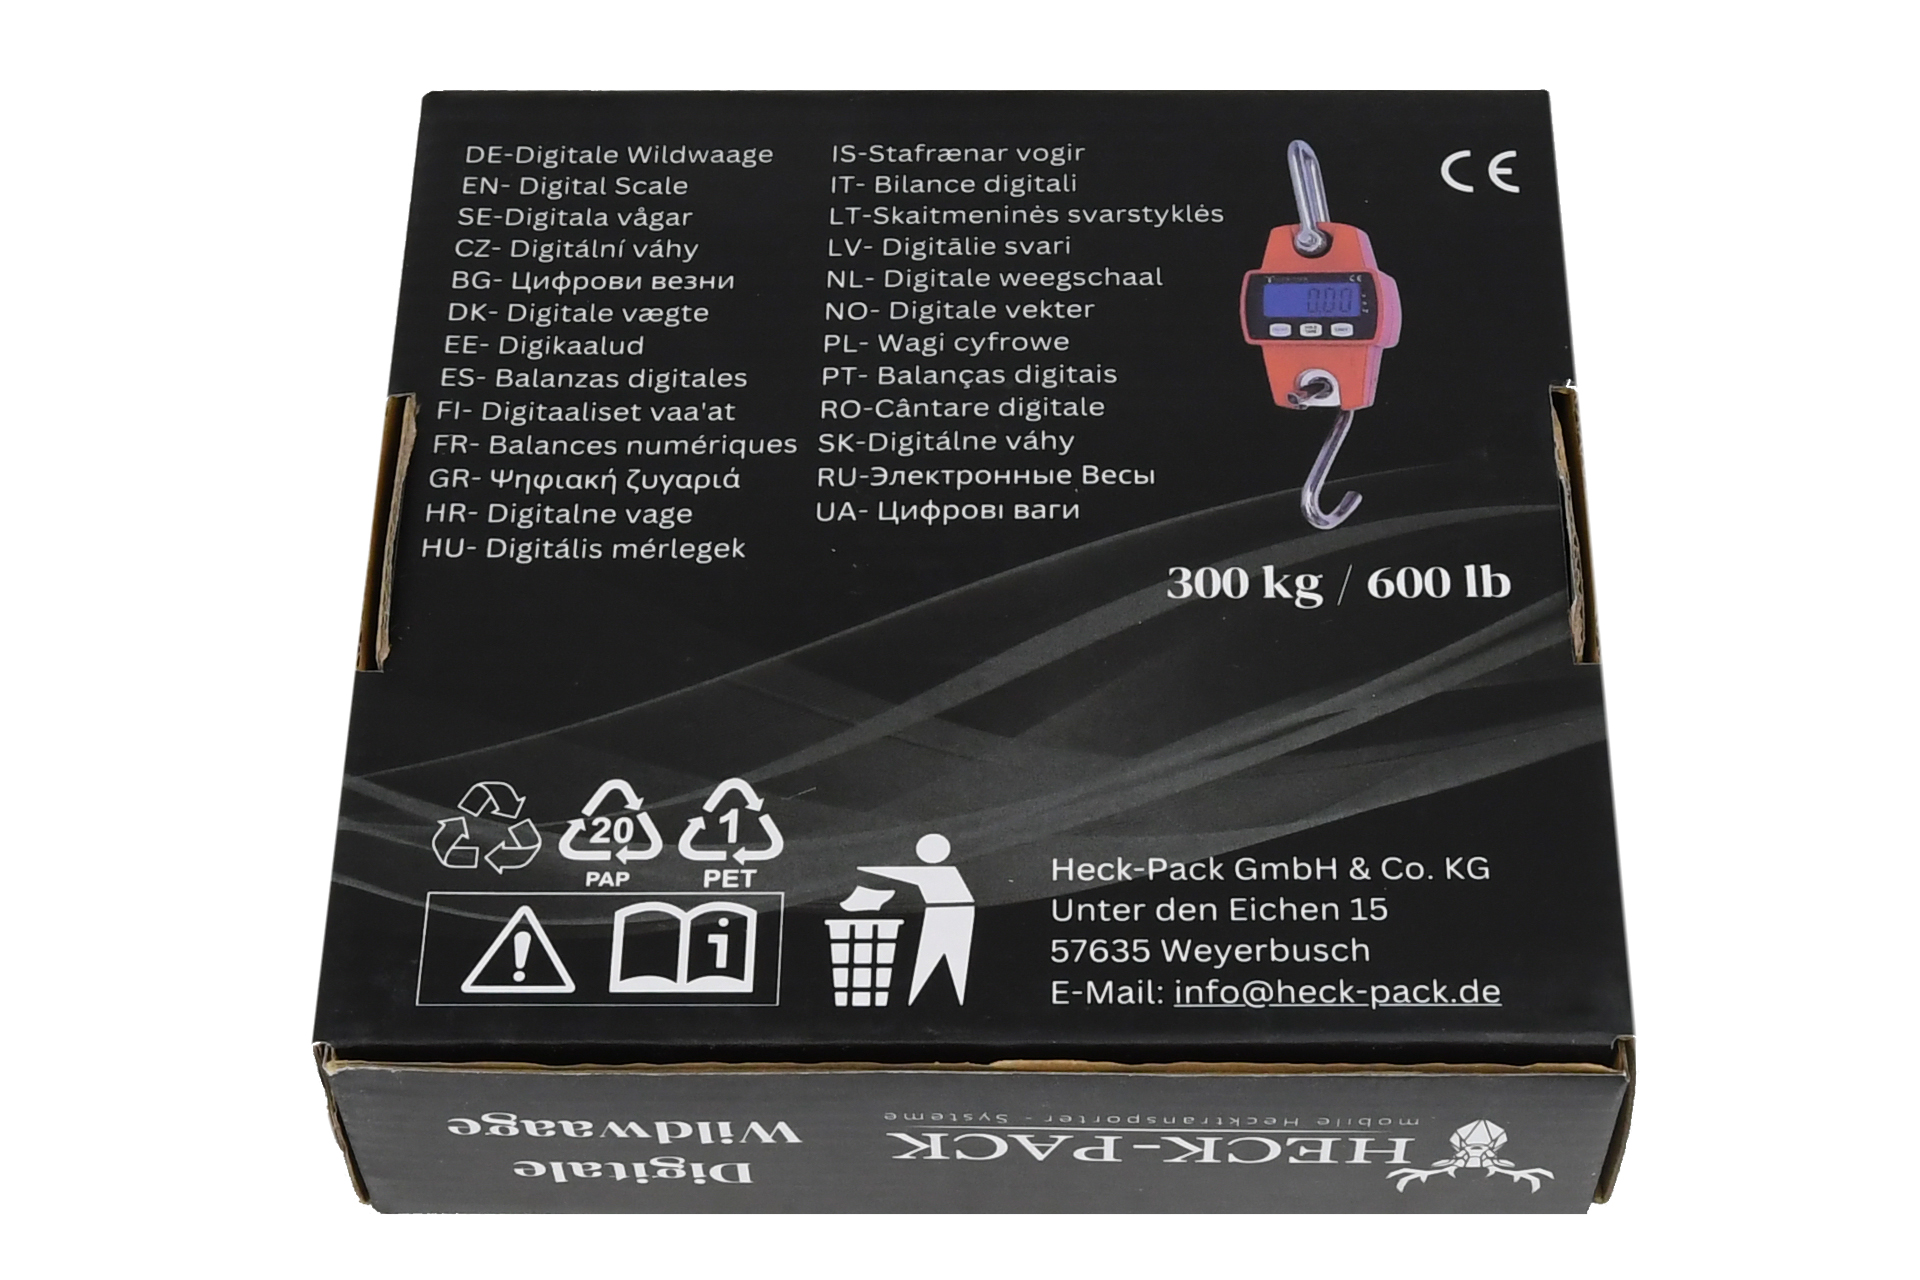 DE-Digitale Wildwaage
EN- Digital Scale
SE-Digitala vågar
CZ- Digitální váhy
BG- Цифрови везни
DK- Digitale vægte
EE- Digikaalud
ES- Balanzas digitales
FI- Digitaaliset vaa'at
FR- Balances numériques
GR- Ψηφιακή ζυγαριά
HR- Digitalne vage
HU- Digitális mérlegek
IS-Stafrænar vogir
IT- Bilance digitali
LT-Skaitmeninės svarstyklės
LV- Digitālie svari
NL- Digitale weegschaal
NO- Digitale vekter
PL- Wagi cyfrowe
PT- Balanças digitais
RO-Cântare digitale
SK-Digitálne váhy
RU-Электронные Весы
UA- Цифрові ваги
CE
CE
0.00
300 kg / 600 lb
20
PAP
1
PET
!
i
Heck-Pack GmbH & Co. KG
Unter den Eichen 15
57635 Weyerbusch
E-Mail: info@heck-pack.de
Digitale
Wildwaage
HECK-PACK
mobile Hecktransporter - Systeme